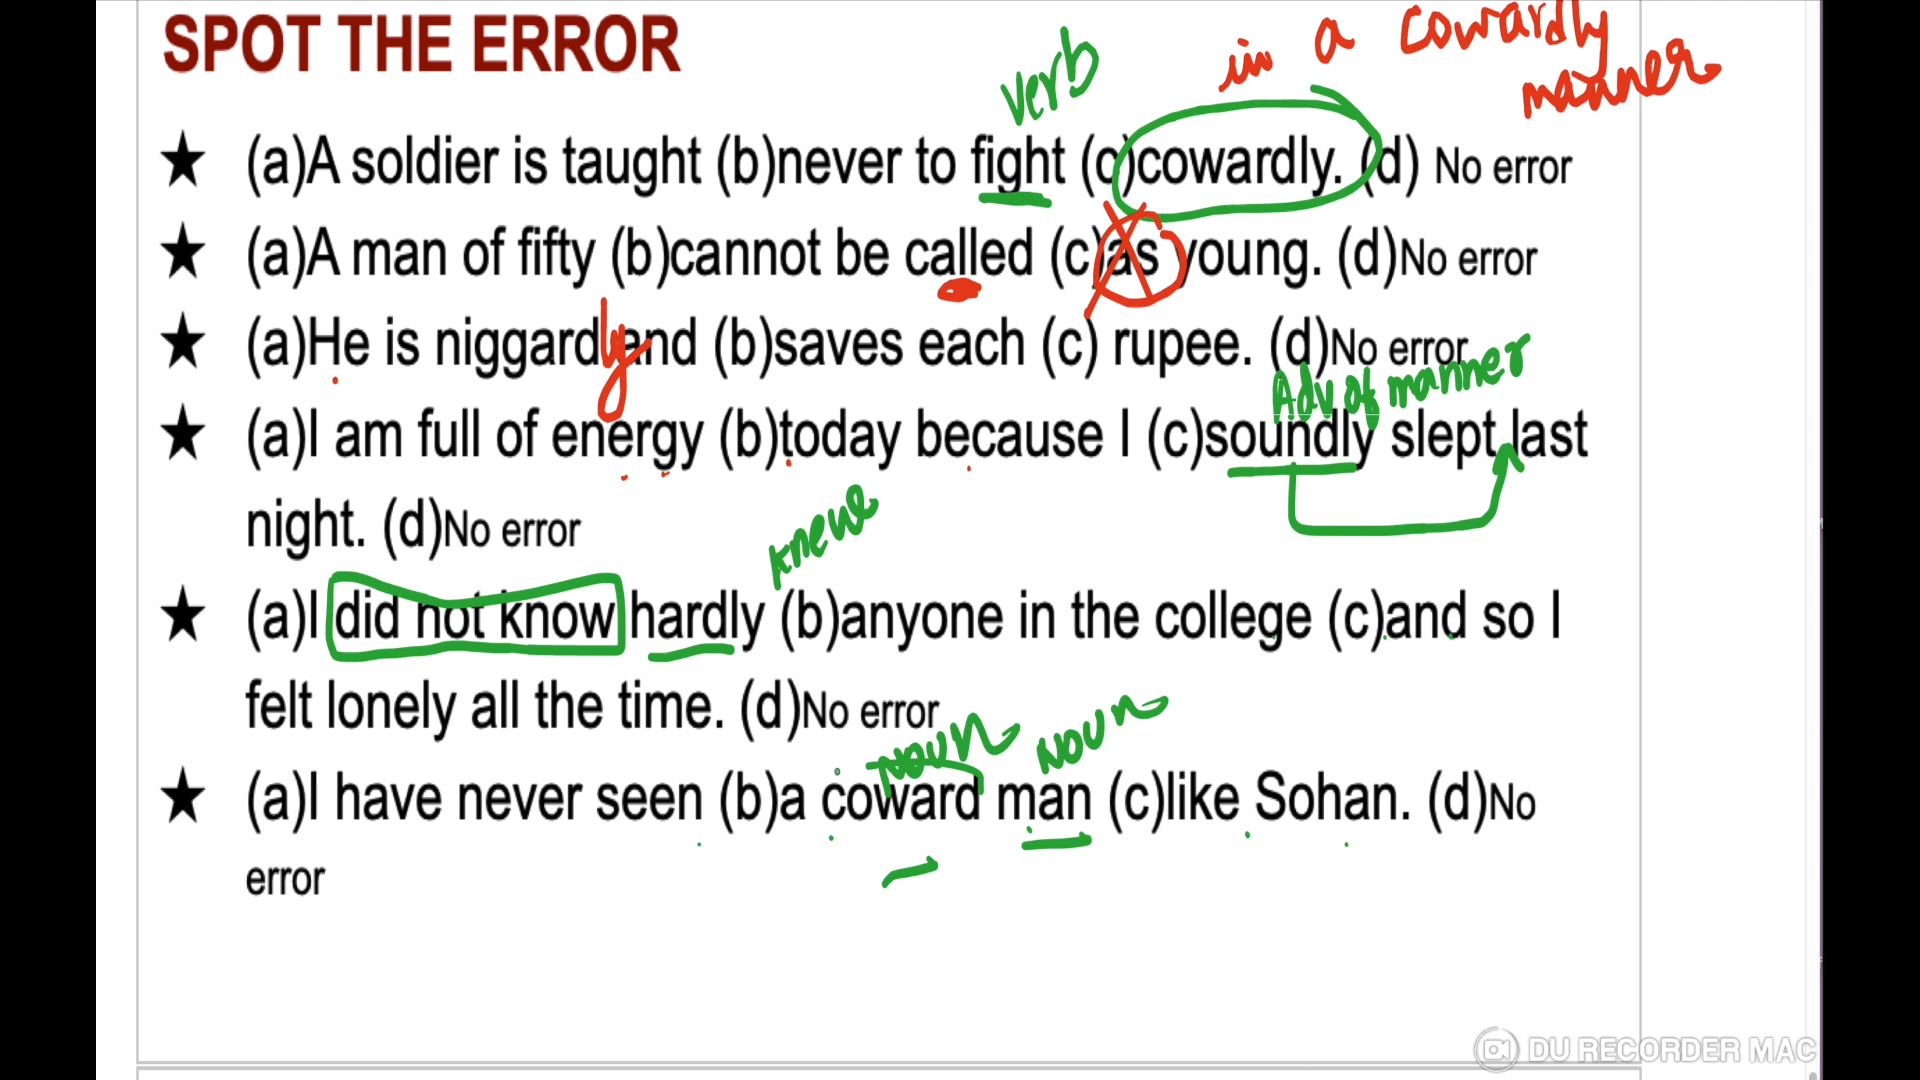 SPOT THE ERROR
in a cowardly
manner
verb
★ (a)A soldier is taught (b)never to fight (c)cowardly. (d) No error
★ (a)A man of fifty (b)cannot be called (c)as young. (d)No error
★ (a)He is niggard and (b)saves each (c) rupee. (d)No error
ly
Adv of manner
★ (a)I am full of energy (b)today because I (c)soundly slept last
night. (d)No error
knew
★ (a)I did not know hardly (b)anyone in the college (c)and so I
felt lonely all the time. (d)No error
Noun Noun
★ (a)I have never seen (b)a coward man (c)like Sohan. (d)No
error
DU RECORDER MAC